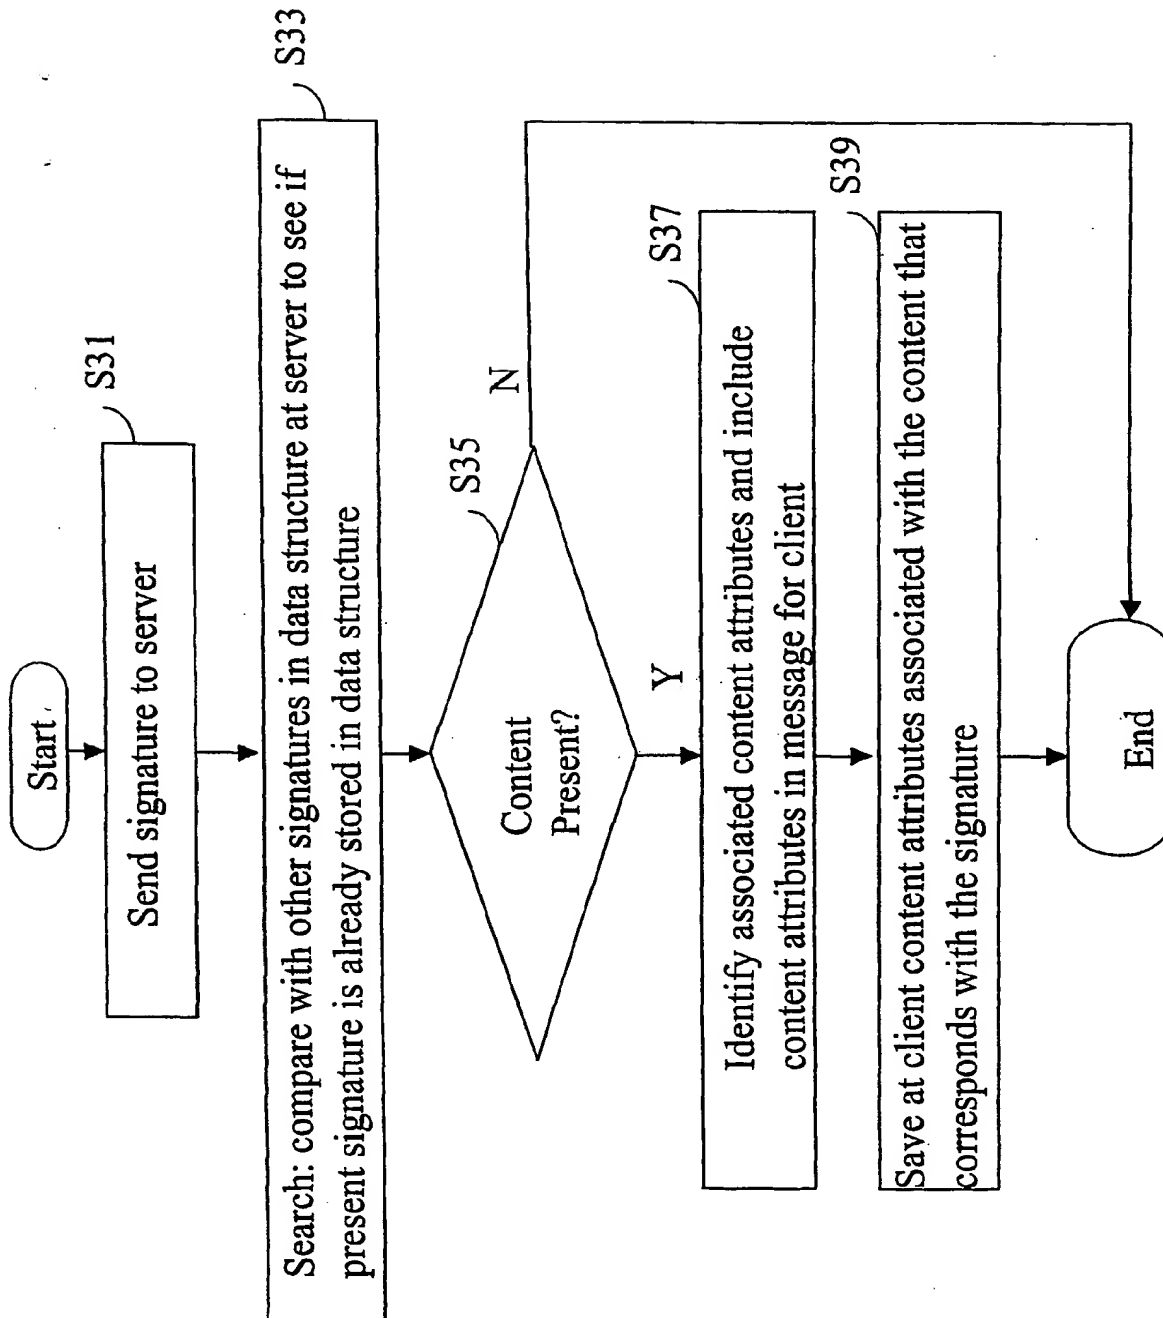 Start
S31
Send signature to server
S33
Search: compare with other signatures in data structure at server to see if
present signature is already stored in data structure
S35
Content
Present?
N
Y
S37
Identify associated content attributes and include
content attributes in message for client
S39
Save at client content attributes associated with the content that
corresponds with the signature
End